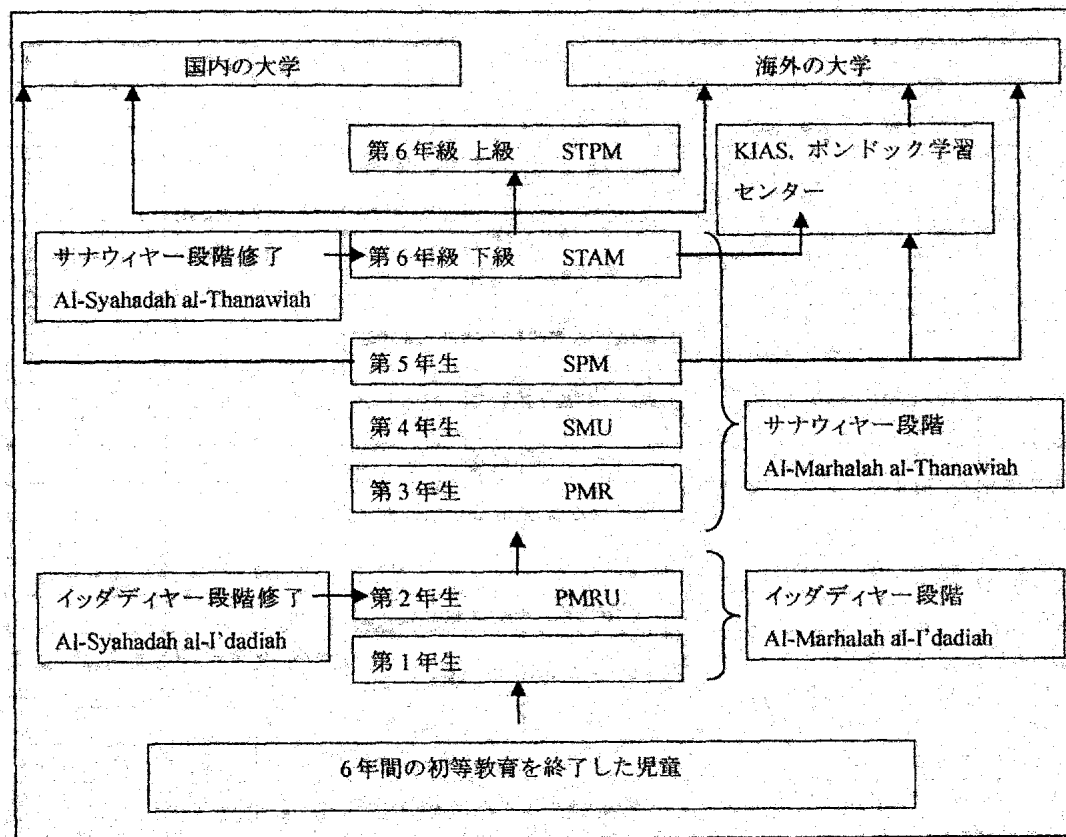 国内の大学
海外の大学
第6年級 上級 STPM
KIAS, ポンドック学習
センター
サナウィヤー段階修了
Al-Syahadah al-Thanawiah
第6年級 下級 STAM
第5年生 SPM
第4年生 SMU
第3年生 PMR
サナウィヤー段階
Al-Marhalah al-Thanawiah
イッダディヤー段階修了
Al-Syahadah al-I'dadiah
第2年生 PMRU
第1年生
イッダディヤー段階
Al-Marhalah al-I'dadiah
6年間の初等教育を終了した児童